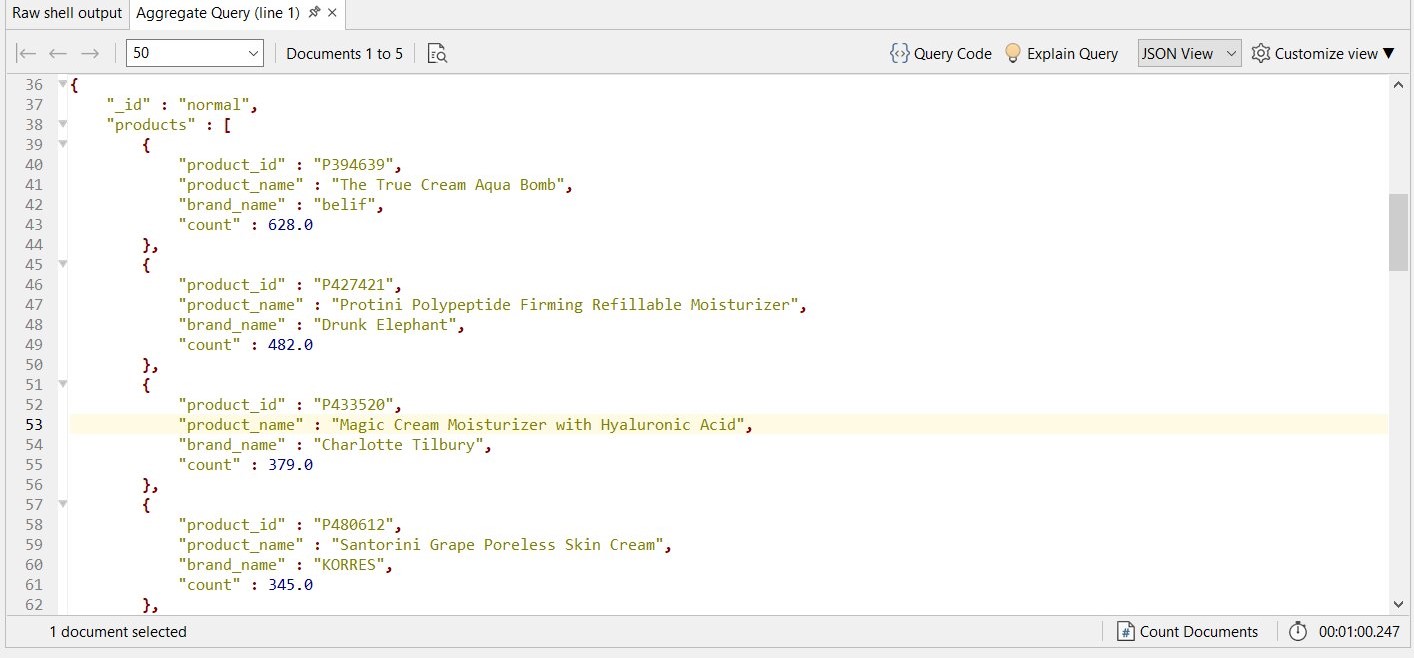 Raw shell output Aggregate Query (line 1)
50 Documents 1 to 5 Query Code Explain Query JSON View Customize view
36 {
37 "_id" : "normal",
38 "products" : [
39 {
40 "product_id" : "P394639",
41 "product_name" : "The True Cream Aqua Bomb",
42 "brand_name" : "belif",
43 "count" : 628.0
44 },
45 {
46 "product_id" : "P427421",
47 "product_name" : "Protini Polypeptide Firming Refillable Moisturizer",
48 "brand_name" : "Drunk Elephant",
49 "count" : 482.0
50 },
51 {
52 "product_id" : "P433520",
53 "product_name" : "Magic Cream Moisturizer with Hyaluronic Acid",
54 "brand_name" : "Charlotte Tilbury",
55 "count" : 379.0
56 },
57 {
58 "product_id" : "P480612",
59 "product_name" : "Santorini Grape Poreless Skin Cream",
60 "brand_name" : "KORRES",
61 "count" : 345.0
62 },
1 document selected # Count Documents 00:01:00.247